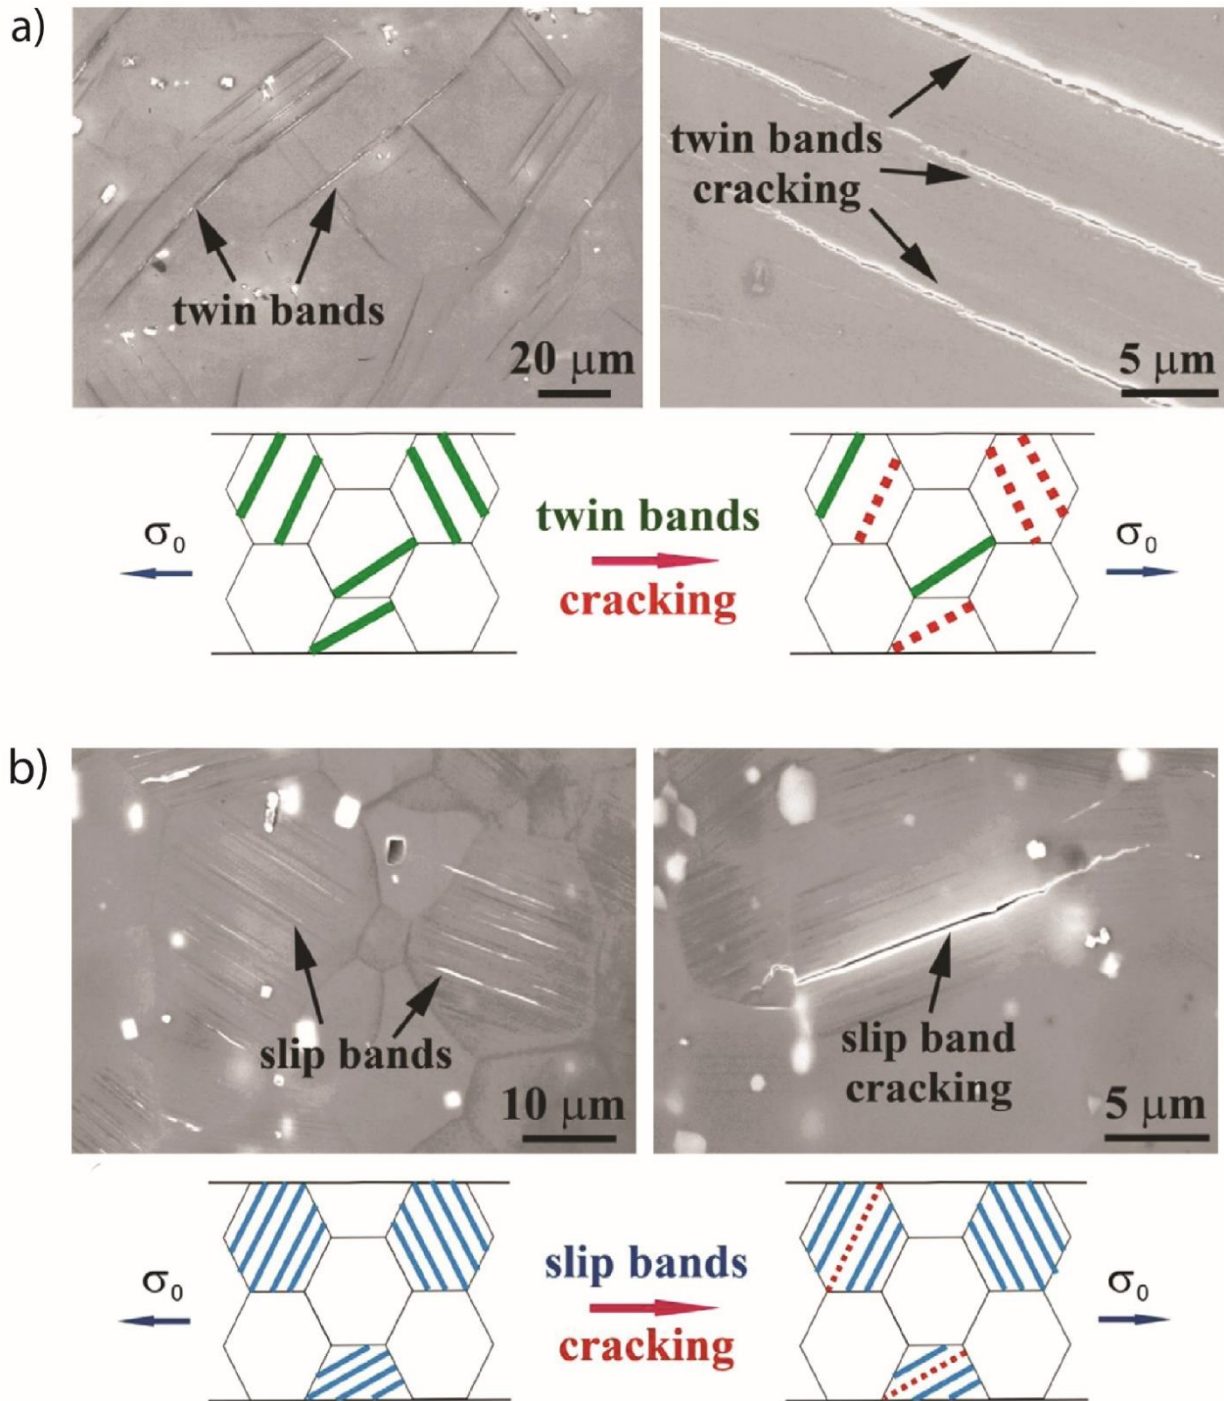 a)
twin bands
20 μm
twin bands
cracking
5 μm
σ₀
twin bands
cracking
σ₀
b)
slip bands
10 μm
slip band
cracking
5 μm
σ₀
slip bands
cracking
σ₀